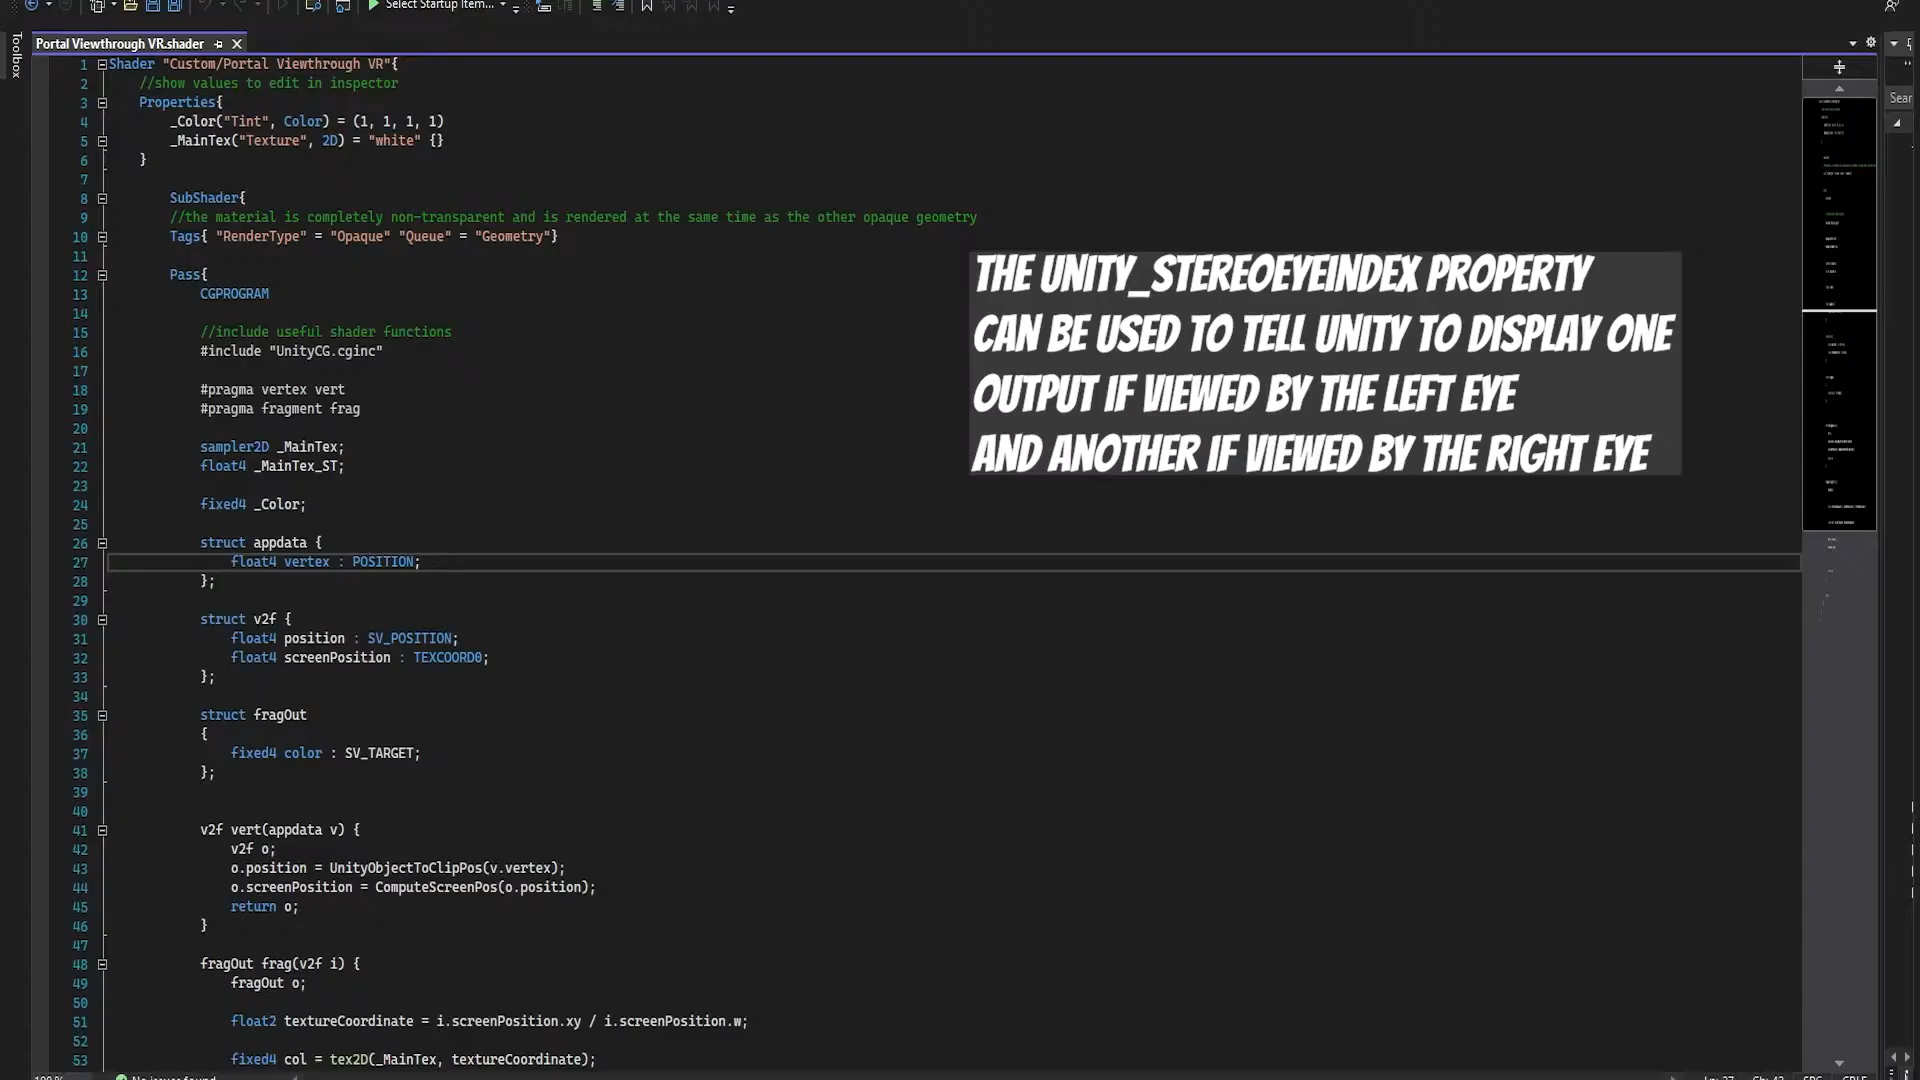 Select Startup Item...
Toolbox
Portal Viewthrough VR.shader
Sear
1 Shader "Custom/Portal Viewthrough VR"{
2 //show values to edit in inspector
3 Properties{
4 _Color("Tint", Color) = (1, 1, 1, 1)
5 _MainTex("Texture", 2D) = "white" {}
6 }
7
8 SubShader{
9 //the material is completely non-transparent and is rendered at the same time as the other opaque geometry
10 Tags{ "RenderType" = "Opaque" "Queue" = "Geometry"}
11
12 Pass{
13 CGPROGRAM
14
15 //include useful shader functions
16 #include "UnityCG.cginc"
17
18 #pragma vertex vert
19 #pragma fragment frag
20
21 sampler2D _MainTex;
22 float4 _MainTex_ST;
23
24 fixed4 _Color;
25
26 struct appdata {
27 float4 vertex : POSITION;
28 };
29
30 struct v2f {
31 float4 position : SV_POSITION;
32 float4 screenPosition : TEXCOORD0;
33 };
34
35 struct fragOut
36 {
37 fixed4 color : SV_TARGET;
38 };
39
40
41 v2f vert(appdata v) {
42 v2f o;
43 o.position = UnityObjectToClipPos(v.vertex);
44 o.screenPosition = ComputeScreenPos(o.position);
45 return o;
46 }
47
48 fragOut frag(v2f i) {
49 fragOut o;
50
51 float2 textureCoordinate = i.screenPosition.xy / i.screenPosition.w;
52
53 fixed4 col = tex2D(_MainTex, textureCoordinate);
THE UNITY_STEREOEYEINDEX PROPERTY
CAN BE USED TO TELL UNITY TO DISPLAY ONE
OUTPUT IF VIEWED BY THE LEFT EYE
AND ANOTHER IF VIEWED BY THE RIGHT EYE